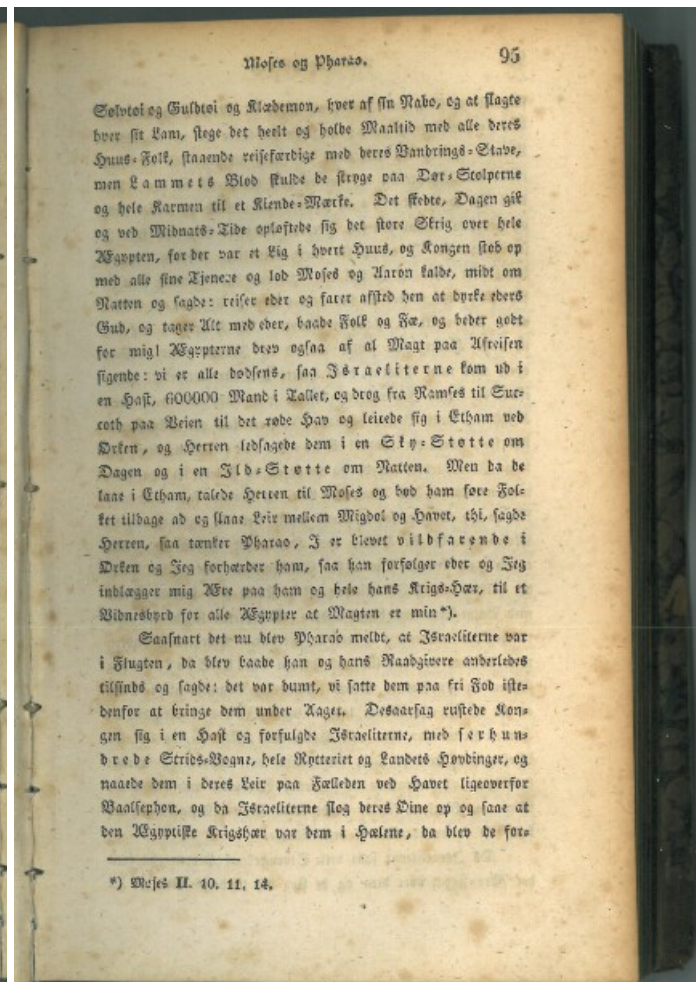 Moses og Pharao.
95
Sølvtøi og Guldtøi og Klædemon, hver af sin Nabo, og at slagte
hver sit Lam, stege det heelt og holde Maaltid med alle deres
Huus-Folk, staaende reisefærdige med deres Vandrings-Stave,
men Lammets Blod skulde de stryge paa Dør-Stolperne
og hele Karmen til et Kiende-Mærke. Det skedte, Dagen gik
og ved Midnats-Tide opløftede sig det store Skrig over hele
Ægypten, for der var et Lig i hvert Huus, og Kongen stod op
med alle sine Tjenere og lod Moses og Aaron kalde, midt om
Natten og sagde: reiser eder og farer afsted hen at dyrke eders
Gud, og tager Alt med eder, baade Folk og Fæ, og beder godt
for mig! Ægypterne drev ogsaa af al Magt paa Afreisen
sigende: vi er alle dødsens, saa Israeliterne kom ud i
en Hast, 600000 Mand i Tallet, og drog fra Ramses til Suc-
coth paa Veien til det røde Hav og leirede sig i Etham ved
Ørken, og Herren ledsagede dem i en Sky-Støtte om
Dagen og i en Ild-Støtte om Natten. Men da de
laae i Etham, talede Herren til Moses og bød ham føre Fol-
ket tilbage ad og slaae Leir mellem Migdol og Havet, thi, sagde
Herren, saa tænker Pharao, I er blevet vildfarende i
Ørken og Jeg forhærder ham, saa han forfølger eder og Jeg
indlægger mig Ære paa ham og hele hans Krigs-Hær, til et
Vidnesbyrd for alle Ægypter at Magten er min*).
Saasnart det nu blev Pharao meldt, at Israeliterne var
i Flugten, da blev baade han og hans Raadgivere anderledes
tilsinds og sagde: det var dumt, vi satte dem paa fri Fod iste-
denfor at bringe dem under Aaget. Desaarsag rustede Kon-
gen sig i en Hast og forfulgde Israeliterne, med sexhun-
drede Strids-Vogne, hele Rytteriet og Landets Høvdinger, og
naaede dem i deres Leir paa Fælleden ved Havet ligeoverfor
Baalsephon, og da Israeliterne slog deres Øine op og saae at
den Ægyptiske Krigshær var dem i Hælene, da blev de for-
*) Moses II. 10. 11. 14.